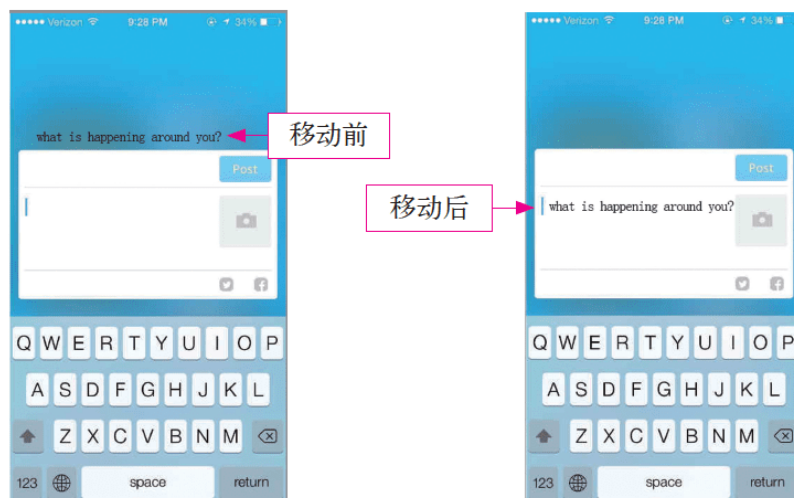 ●●●●● Verizon 9:28 PM 34%
what is happening around you?
移动前
Post
Q W E R T Y U I O P
A S D F G H J K L
Z X C V B N M
123 space return
●●●●● Verizon 9:28 PM 34%
Post
移动后
what is happening around you?
Q W E R T Y U I O P
A S D F G H J K L
Z X C V B N M
123 space return